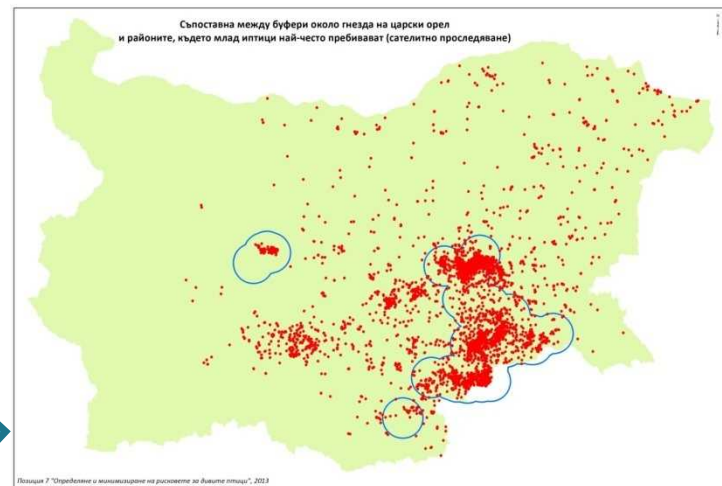 Съпоставна между буфери около гнезда на царски орел
и районите, където млад иптици най-често пребивават (сателитно проследяване)
Позиция 7 "Определяне и минимизиране на рисковете за дивите птици", 2013